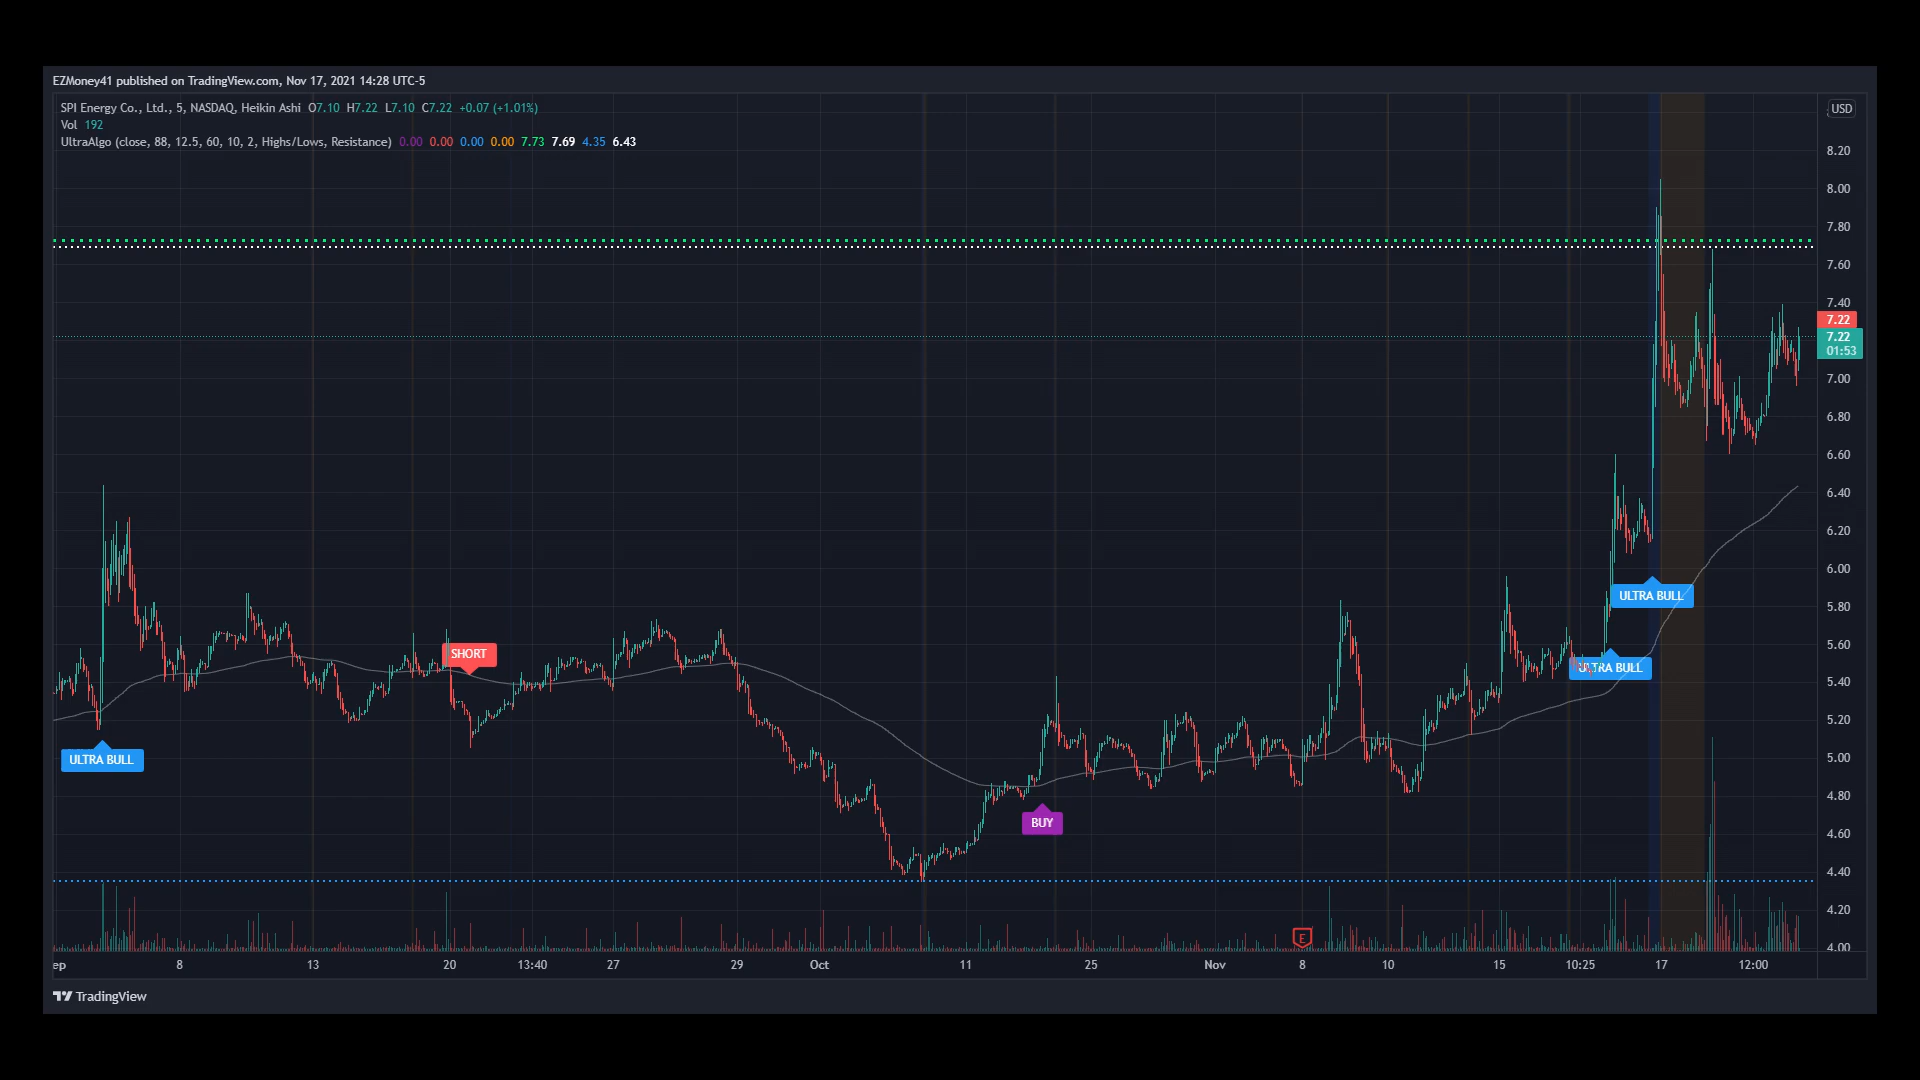 EZMoney41 published on TradingView.com, Nov 17, 2021 14:28 UTC-5
SPI Energy Co., Ltd., 5, NASDAQ, Heikin Ashi O7.10 H7.22 L7.10 C7.22 +0.07 (+1.01%)
Vol 192
UltraAlgo (close, 88, 12.5, 60, 10, 2, Highs/Lows, Resistance) 0.00 0.00 0.00 0.00 7.73 7.69 4.35 6.43
USD
8.20
8.00
7.80
7.60
7.40
7.22
7.22
01:53
7.00
6.80
6.60
6.40
6.20
6.00
5.80
5.60
5.40
5.20
5.00
4.80
4.60
4.40
4.20
4.00
ULTRA BULL
SHORT
BUY
ULTRA BULL
ULTRA BULL
E
ep 8 13 20 13:40 27 29 Oct 11 25 Nov 8 10 15 10:25 17 12:00
TradingView